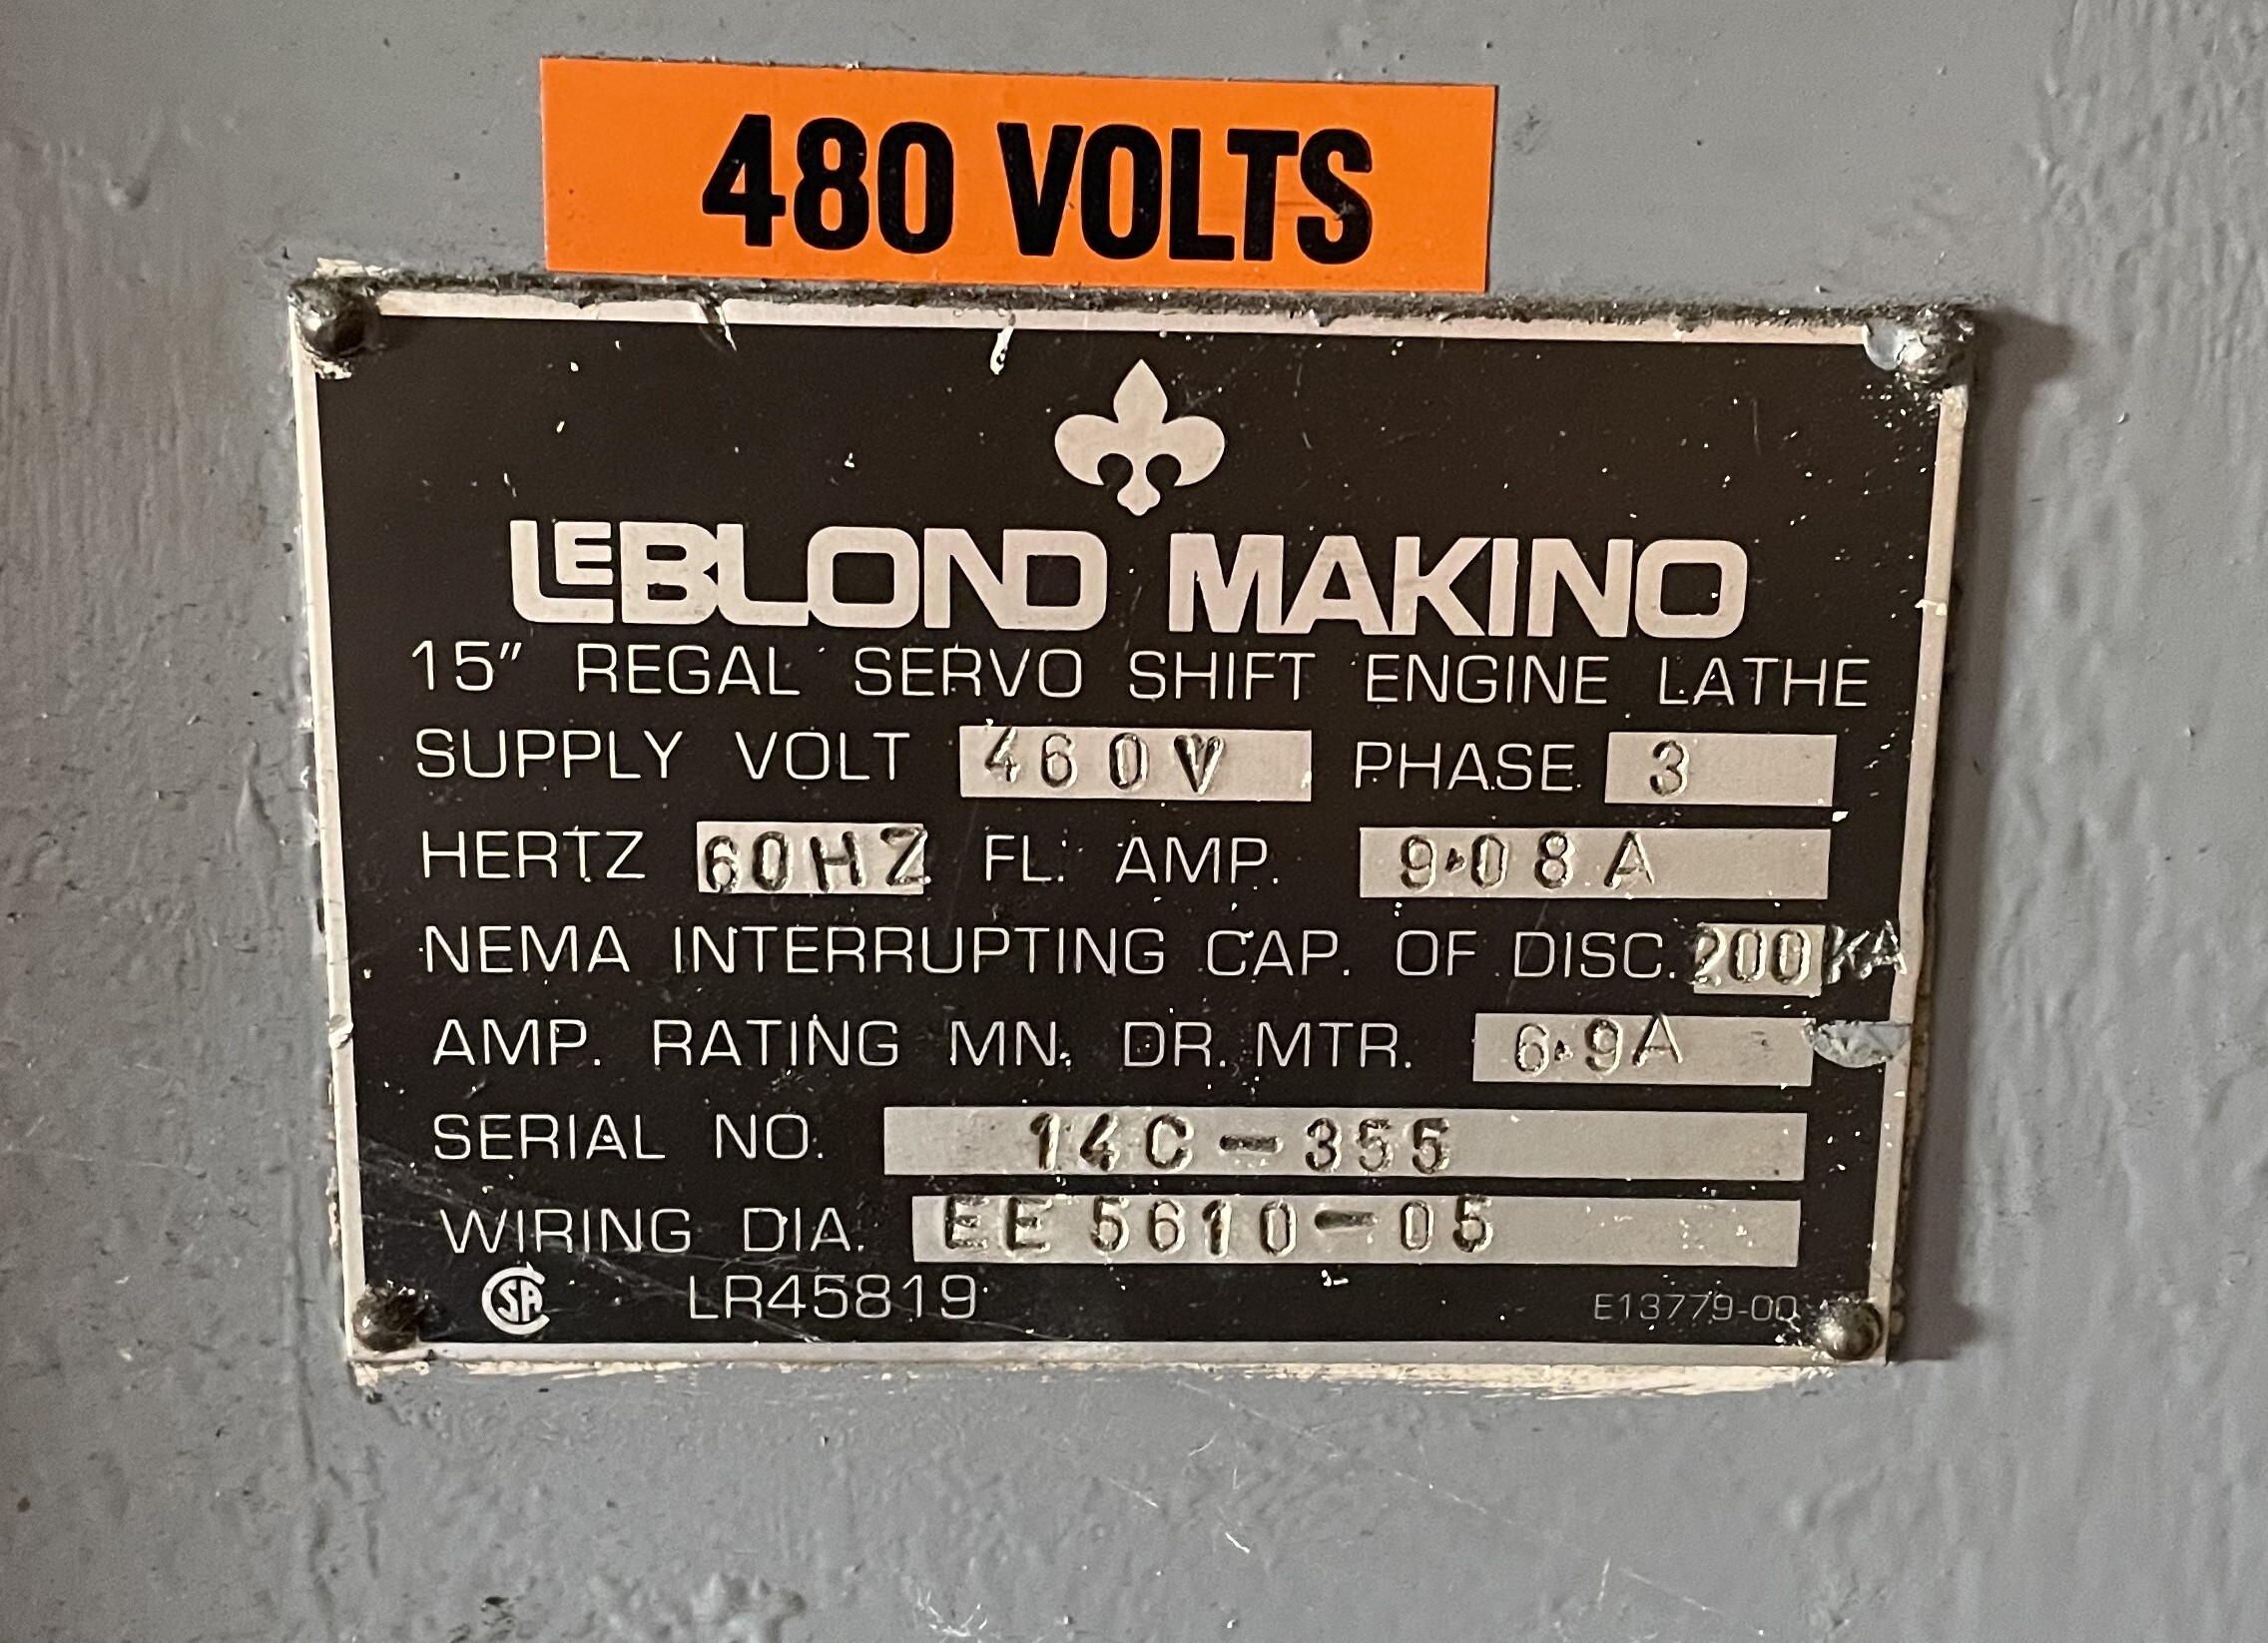 480 VOLTS
LEBLOND MAKINO
15" REGAL SERVO SHIFT ENGINE LATHE
SUPPLY VOLT 460V PHASE 3
HERTZ 60HZ FL. AMP. 9.08A
NEMA INTERRUPTING CAP. OF DISC. 200KA
AMP. RATING MN. DR. MTR. 6.9A
SERIAL NO. 14C-355
WIRING DIA. EE5610-05
CSA LR45819 E13779-00